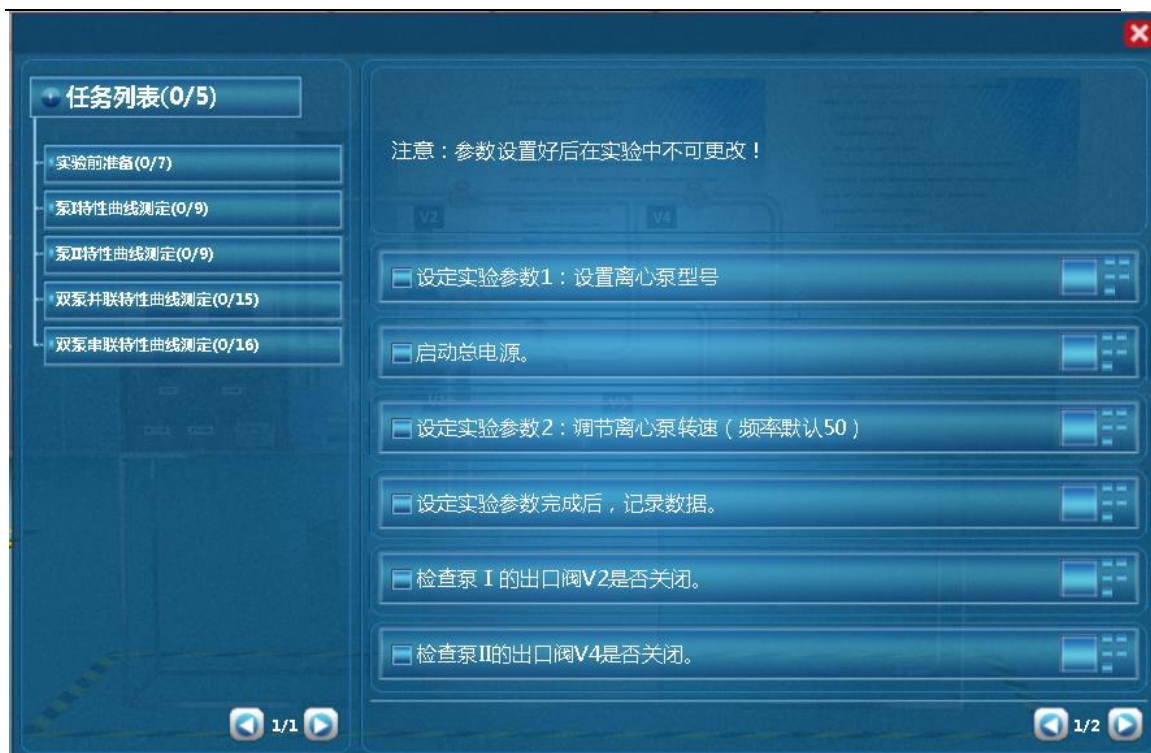 任务列表(0/5)
实验前准备(0/7)
泵I特性曲线测定(0/9)
泵II特性曲线测定(0/9)
双泵并联特性曲线测定(0/15)
双泵串联特性曲线测定(0/16)
1/1
注意：参数设置好后在实验中不可更改！
V2
V4
设定实验参数1：设置离心泵型号
启动总电源。
设定实验参数2：调节离心泵转速（频率默认50）
设定实验参数完成后，记录数据。
检查泵 I 的出口阀V2是否关闭。
检查泵II的出口阀V4是否关闭。
1/2